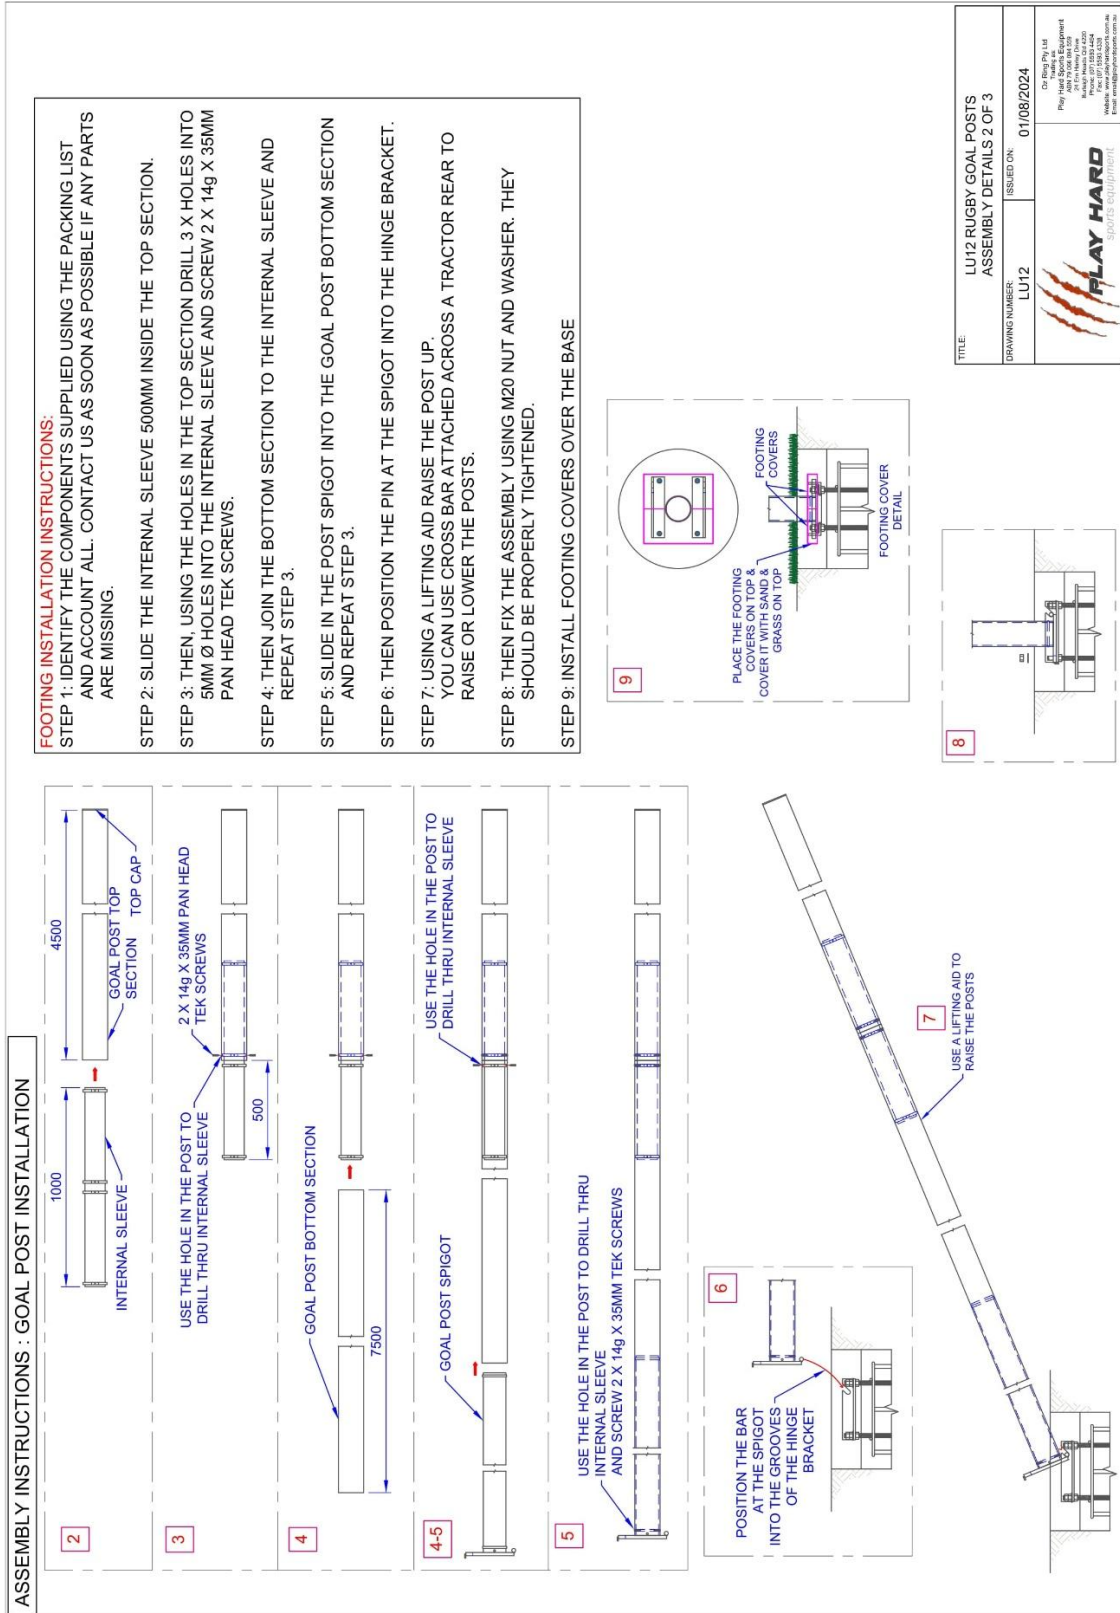 ASSEMBLY INSTRUCTIONS : GOAL POST INSTALLATION
2
1000
4500
INTERNAL SLEEVE
GOAL POST TOP
SECTION
TOP CAP
3
USE THE HOLE IN THE POST TO
DRILL THRU INTERNAL SLEEVE
2 X 14g X 35MM PAN HEAD
TEK SCREWS
500
4
GOAL POST BOTTOM SECTION
7500
4-5
GOAL POST SPIGOT
USE THE HOLE IN THE POST TO
DRILL THRU INTERNAL SLEEVE
5
USE THE HOLE IN THE POST TO DRILL THRU
INTERNAL SLEEVE
AND SCREW 2 X 14g X 35MM TEK SCREWS
6
POSITION THE BAR
AT THE SPIGOT
INTO THE GROOVES
OF THE HINGE
BRACKET
7
USE A LIFTING AID TO
RAISE THE POSTS
FOOTING INSTALLATION INSTRUCTIONS:
STEP 1: IDENTIFY THE COMPONENTS SUPPLIED USING THE PACKING LIST
AND ACCOUNT ALL. CONTACT US AS SOON AS POSSIBLE IF ANY PARTS
ARE MISSING.
STEP 2: SLIDE THE INTERNAL SLEEVE 500MM INSIDE THE TOP SECTION.
STEP 3: THEN, USING THE HOLES IN THE TOP SECTION DRILL 3 X HOLES INTO
5MM Ø HOLES INTO THE INTERNAL SLEEVE AND SCREW 2 X 14g X 35MM
PAN HEAD TEK SCREWS.
STEP 4: THEN JOIN THE BOTTOM SECTION TO THE INTERNAL SLEEVE AND
REPEAT STEP 3.
STEP 5: SLIDE IN THE POST SPIGOT INTO THE GOAL POST BOTTOM SECTION
AND REPEAT STEP 3.
STEP 6: THEN POSITION THE PIN AT THE SPIGOT INTO THE HINGE BRACKET.
STEP 7: USING A LIFTING AID RAISE THE POST UP.
YOU CAN USE CROSS BAR ATTACHED ACROSS A TRACTOR REAR TO
RAISE OR LOWER THE POSTS.
STEP 8: THEN FIX THE ASSEMBLY USING M20 NUT AND WASHER. THEY
SHOULD BE PROPERLY TIGHTENED.
STEP 9: INSTALL FOOTING COVERS OVER THE BASE
9
PLACE THE FOOTING
COVERS ON TOP &
COVER IT WITH SAND &
GRASS ON TOP
FOOTING
COVERS
FOOTING COVER
DETAIL
8
TITLE:
LU12 RUGBY GOAL POSTS
ASSEMBLY DETAILS 2 OF 3
DRAWING NUMBER:
LU12
ISSUED ON:
01/08/2024
PLAY HARD
sports equipment
Oz Ring Pty Ltd
Trading as:
Play Hard Sports Equipment